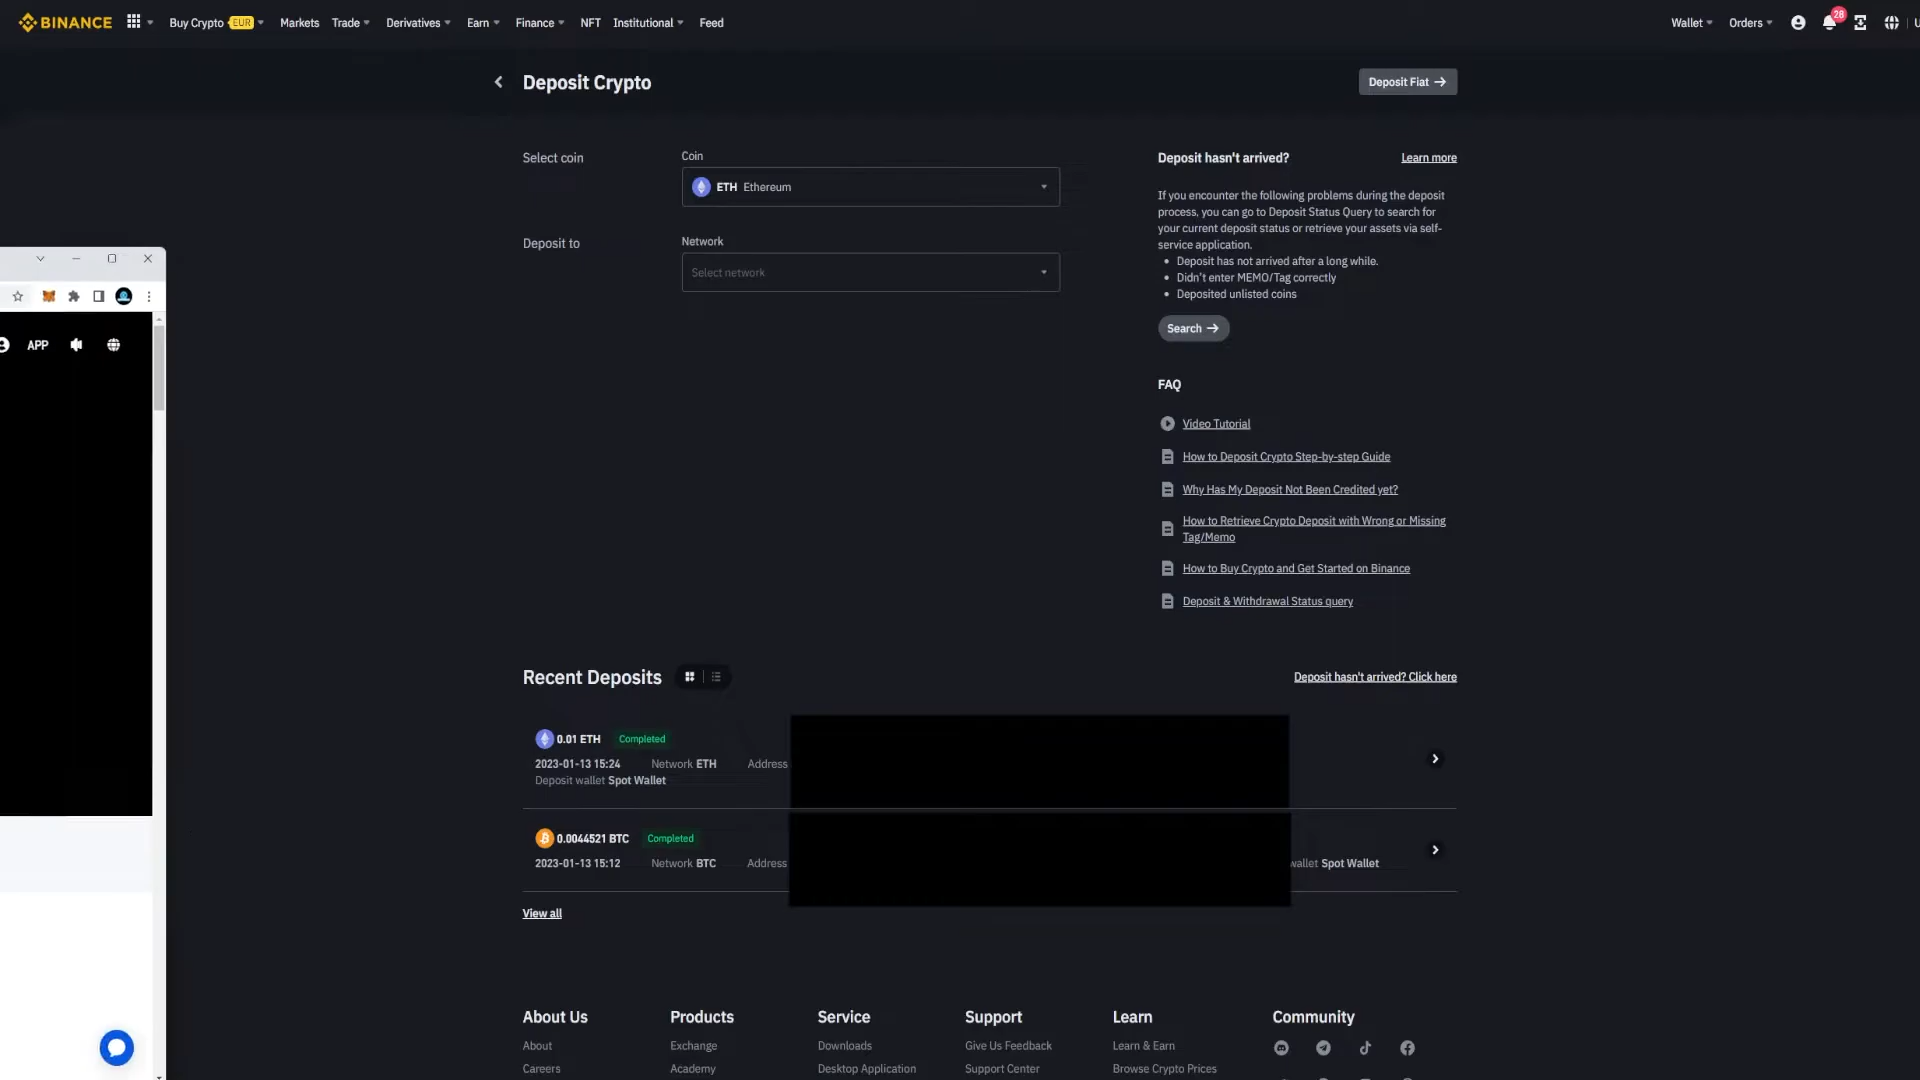 BINANCE Buy Crypto EUR Markets Trade Derivatives Earn Finance NFT Institutional Feed Wallet Orders 28
Deposit Crypto
Deposit Fiat →
Select coin
Coin
ETH Ethereum
Deposit to
Network
Select network
Deposit hasn't arrived?
Learn more
If you encounter the following problems during the deposit
process, you can go to Deposit Status Query to search for
your current deposit status or retrieve your assets via self-
service application.
Deposit has not arrived after a long while.
Didn't enter MEMO/Tag correctly
Deposited unlisted coins
Search →
FAQ
Video Tutorial
How to Deposit Crypto Step-by-step Guide
Why Has My Deposit Not Been Credited yet?
How to Retrieve Crypto Deposit with Wrong or Missing
Tag/Memo
How to Buy Crypto and Get Started on Binance
Deposit & Withdrawal Status query
APP
Recent Deposits
Deposit hasn't arrived? Click here
0.01 ETH Completed
2023-01-13 15:24 Network ETH Address
Deposit wallet Spot Wallet
0.0044521 BTC Completed
2023-01-13 15:12 Network BTC Address wallet Spot Wallet
View all
About Us Products Service Support Learn Community
About Exchange Downloads Give Us Feedback Learn & Earn
Careers Academy Desktop Application Support Center Browse Crypto Prices